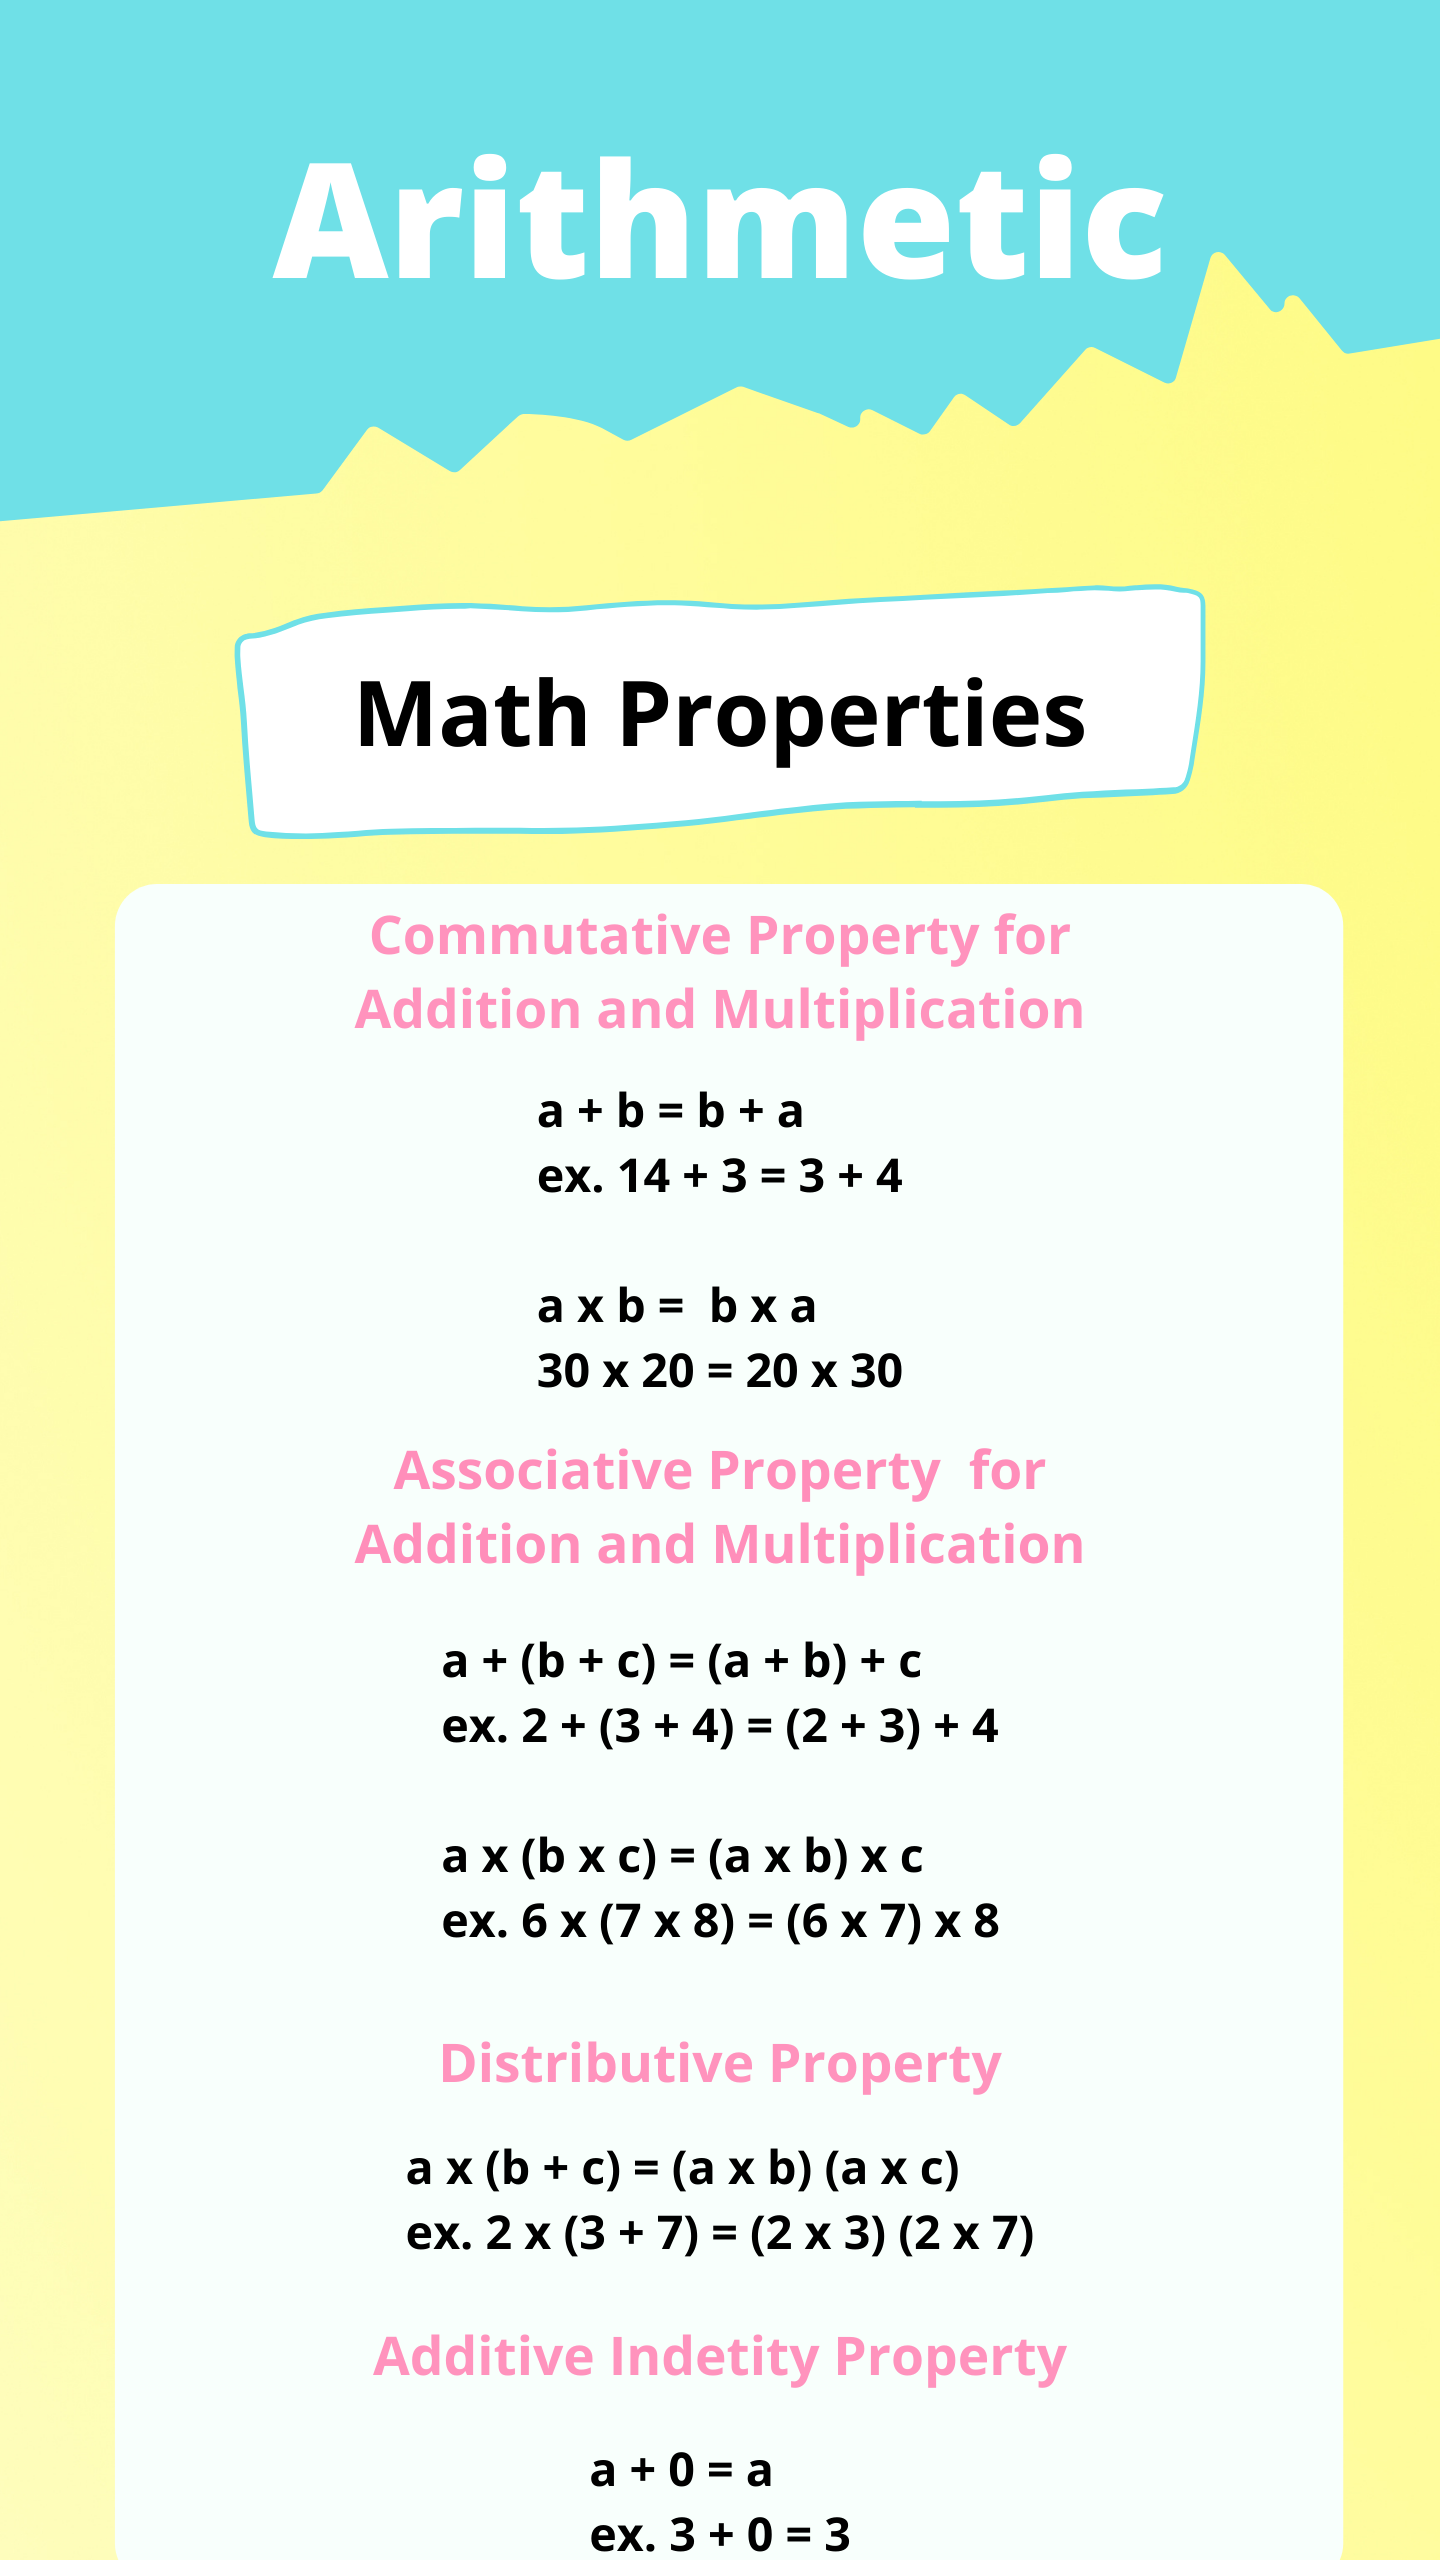 Arithmetic
Math Properties
Commutative Property for
Addition and Multiplication
a + b = b + a
ex. 14 + 3 = 3 + 4
a x b =  b x a
30 x 20 = 20 x 30
Associative Property  for
Addition and Multiplication
a + (b + c) = (a + b) + c
ex. 2 + (3 + 4) = (2 + 3) + 4
a x (b x c) = (a x b) x c
ex. 6 x (7 x 8) = (6 x 7) x 8
Distributive Property
a x (b + c) = (a x b) (a x c)
ex. 2 x (3 + 7) = (2 x 3) (2 x 7)
Additive Indetity Property
a + 0 = a
ex. 3 + 0 = 3